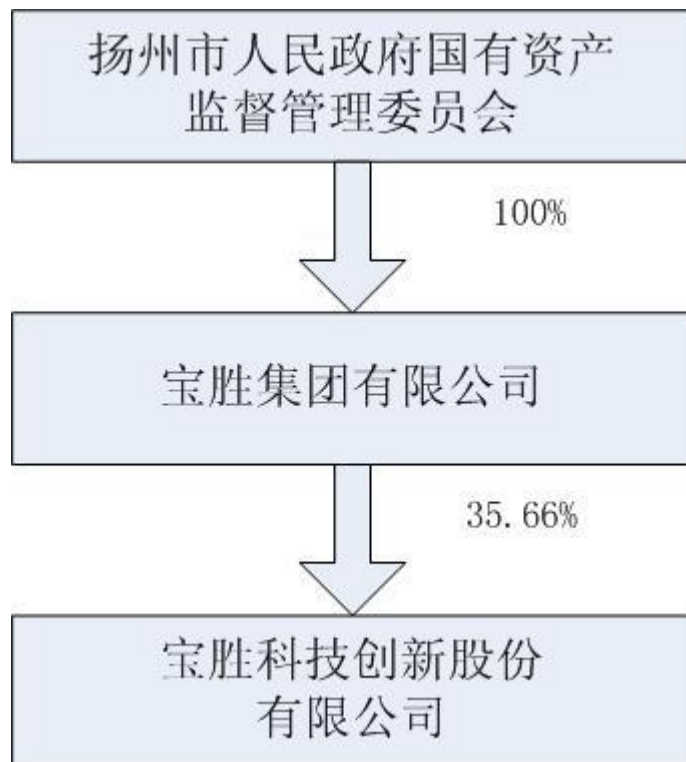 扬州市人民政府国有资产
监督管理委员会
100%
宝胜集团有限公司
35.66%
宝胜科技创新股份
有限公司